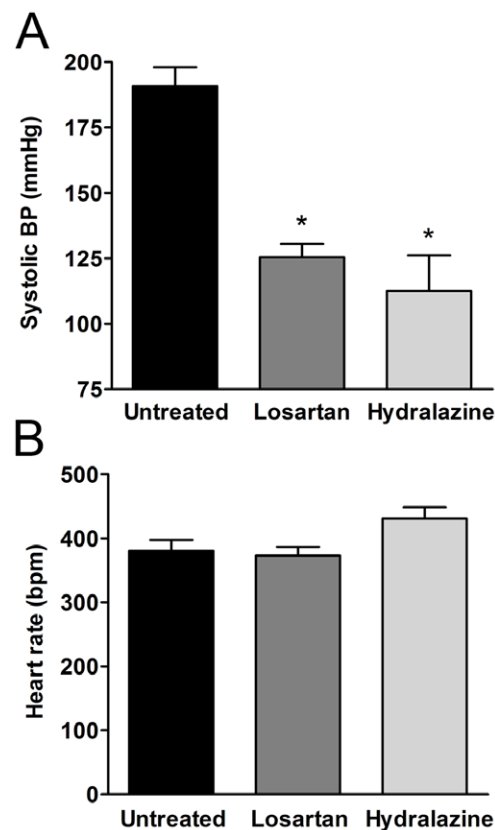 A
Systolic BP (mmHg)
200
175
150
125
100
75
*
*
Untreated Losartan Hydralazine
B
Heart rate (bpm)
500
400
300
200
100
0
Untreated Losartan Hydralazine